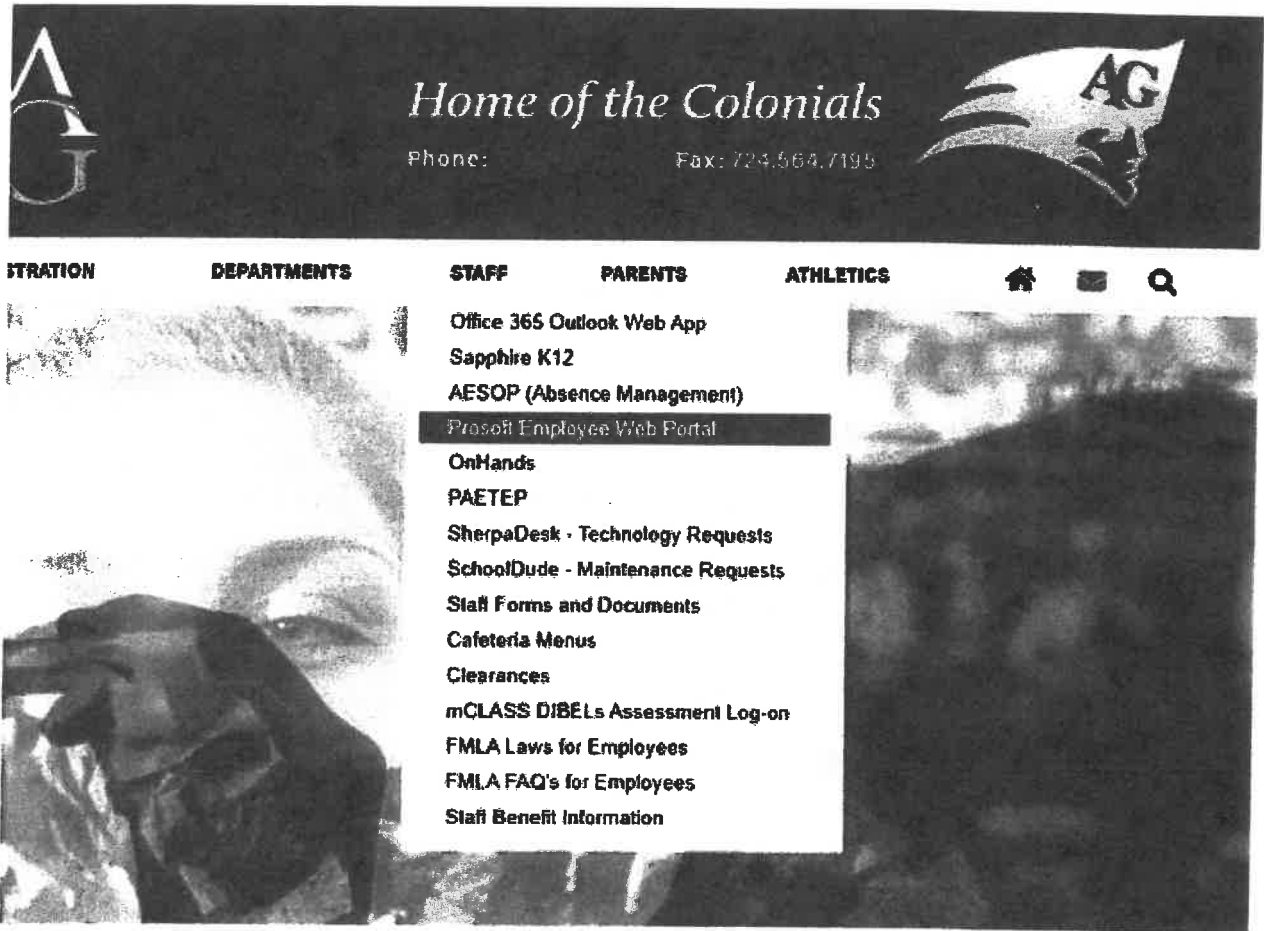 AG
Home of the Colonials
AG
Phone: Fax: 724.564.7195
STRATION DEPARTMENTS STAFF PARENTS ATHLETICS
Office 365 Outlook Web App
Sapphire K12
AESOP (Absence Management)
Prosoft Employee Web Portal
OnHands
PAETEP
SherpaDesk - Technology Requests
SchoolDude - Maintenance Requests
Staff Forms and Documents
Cafeteria Menus
Clearances
mCLASS DIBELs Assessment Log-on
FMLA Laws for Employees
FMLA FAQ's for Employees
Staff Benefit Information